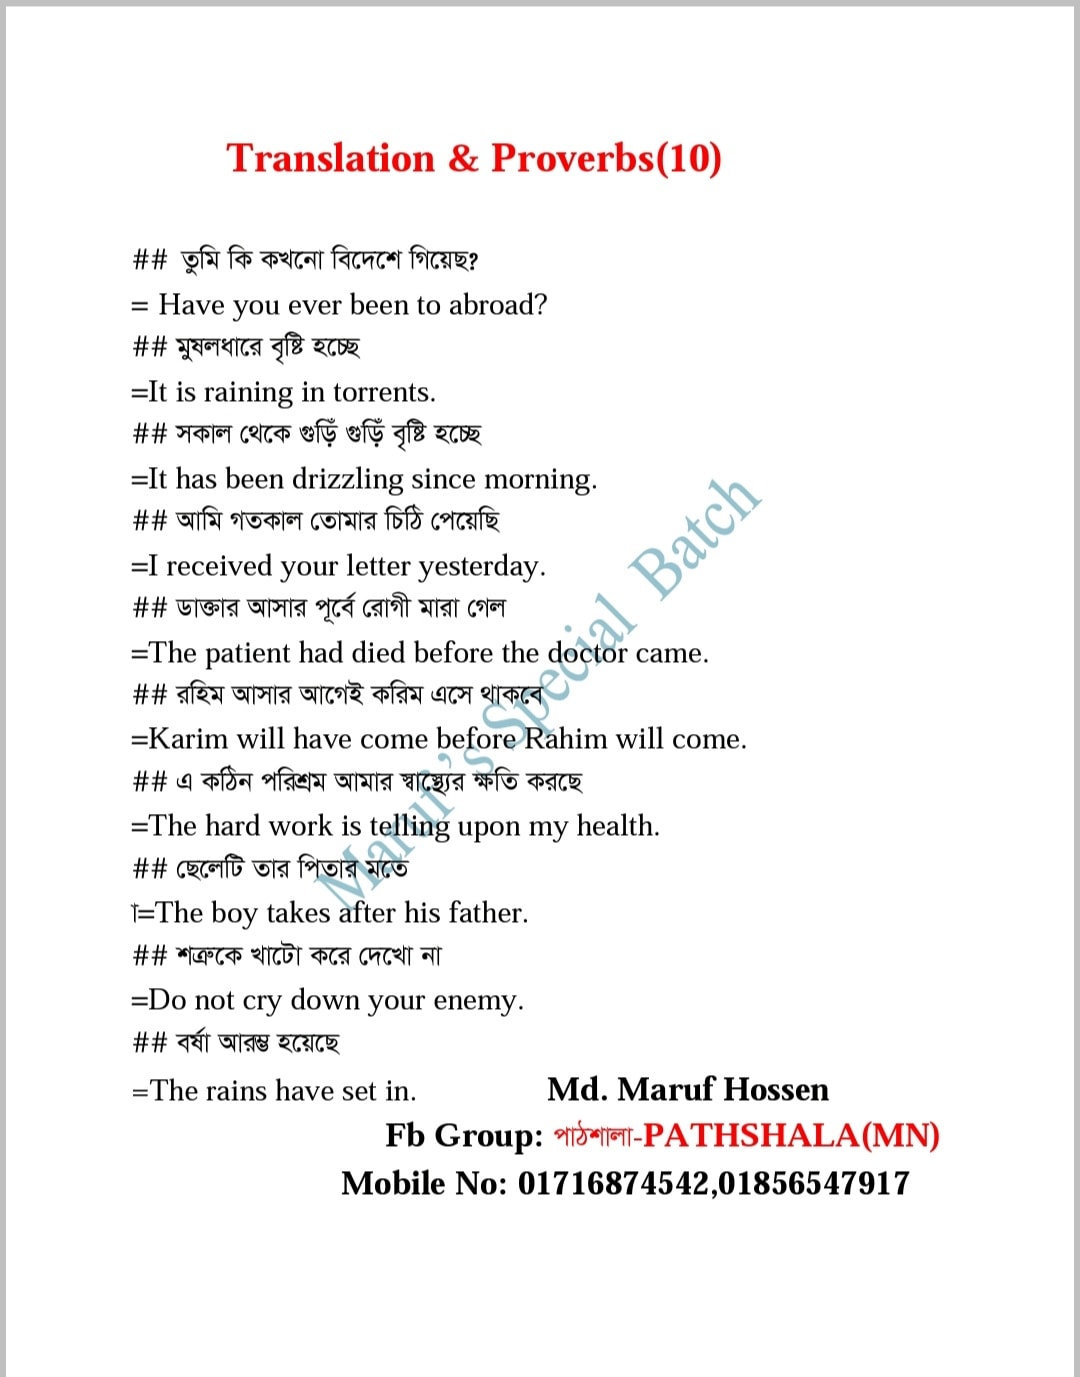 Translation & Proverbs(10)
## তুমি কি কখনো বিদেশে গিয়েছ?
= Have you ever been to abroad?
## মুষলধারে বৃষ্টি হচ্ছে
=It is raining in torrents.
## সকাল থেকে গুড়িঁ গুড়িঁ বৃষ্টি হচ্ছে
=It has been drizzling since morning.
## আমি গতকাল তোমার চিঠি পেয়েছি
=I received your letter yesterday.
## ডাক্তার আসার পূর্বে রোগী মারা গেল
=The patient had died before the doctor came.
## রহিম আসার আগেই করিম এসে থাকবে
=Karim will have come before Rahim will come.
## এ কঠিন পরিশ্রম আমার স্বাস্থ্যের ক্ষতি করছে
=The hard work is telling upon my health.
## ছেলেটি তার পিতার মতে
া=The boy takes after his father.
## শত্রুকে খাটো করে দেখো না
=Do not cry down your enemy.
## বর্ষা আরম্ভ হয়েছে
=The rains have set in. Md. Maruf Hossen
Fb Group: পাঠশালা-PATHSHALA(MN)
Mobile No: 01716874542,01856547917
Maruf's Special Batch